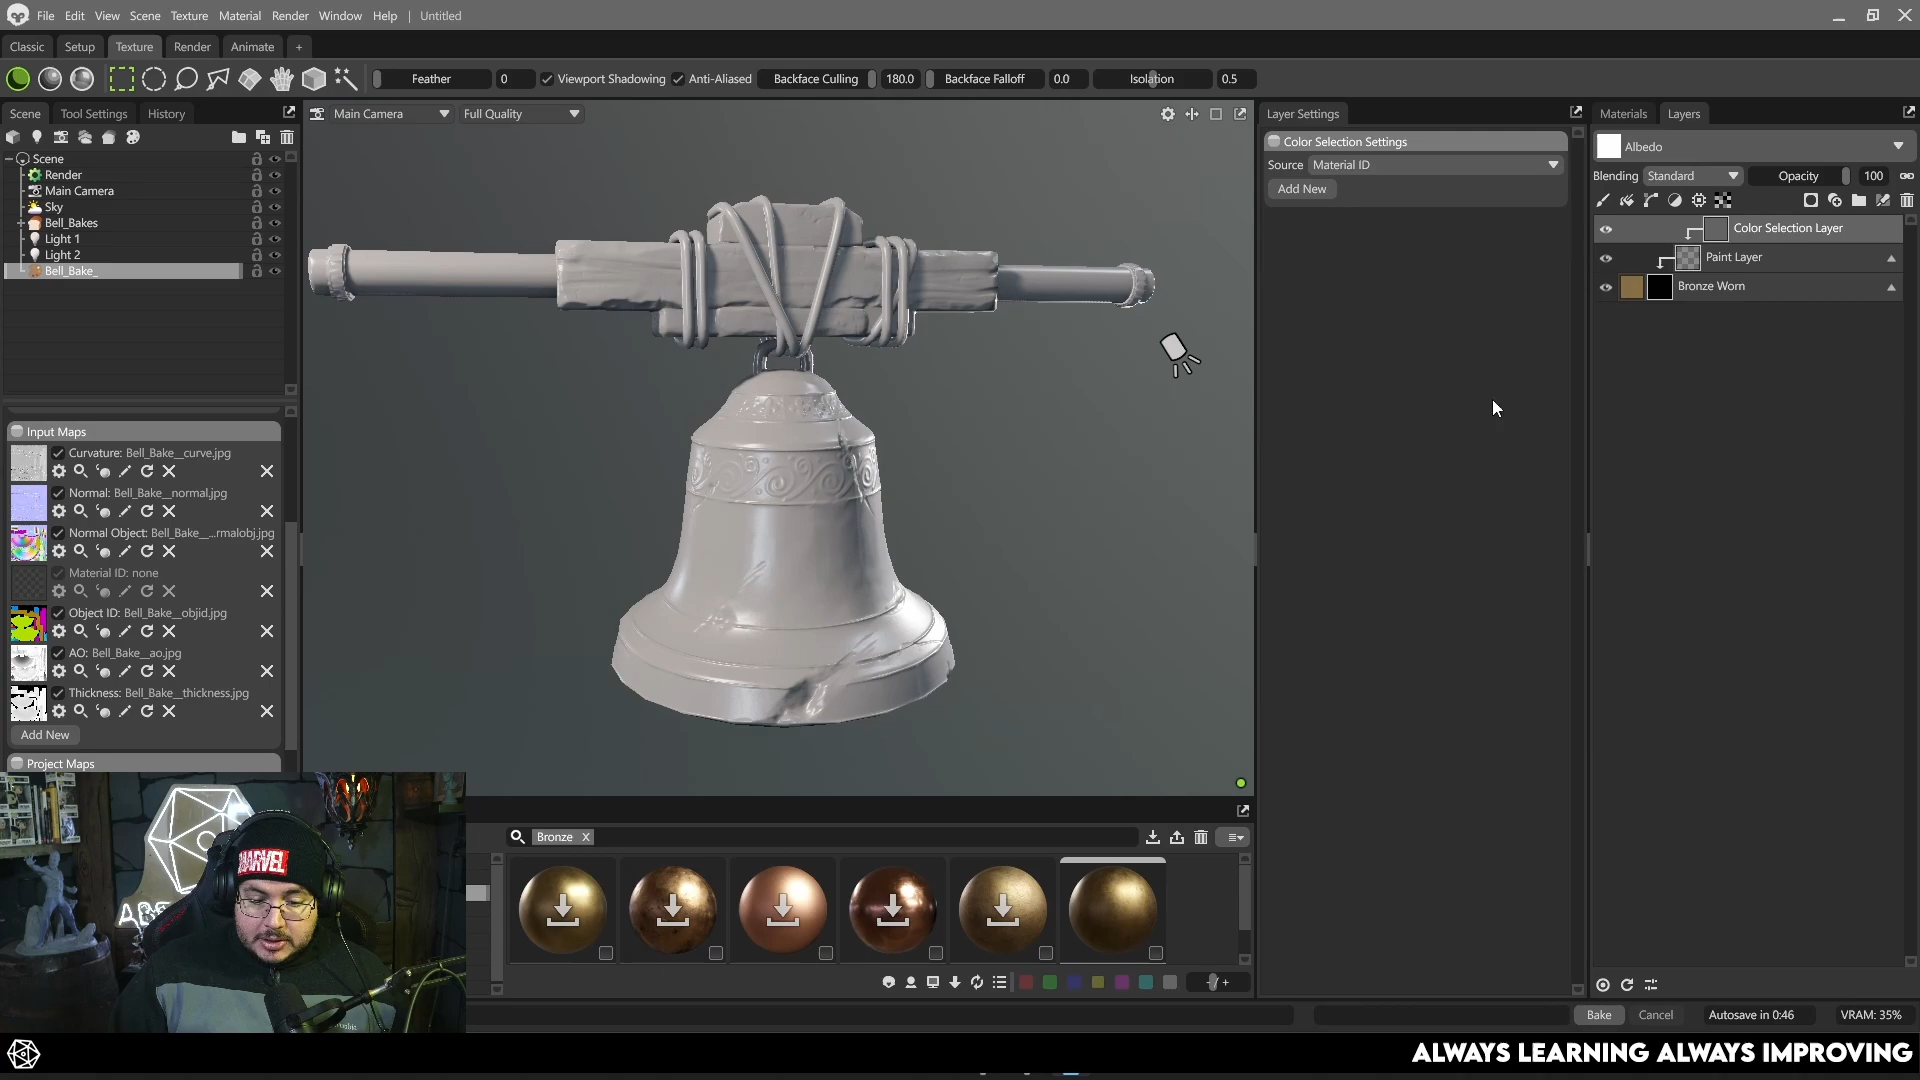 File Edit View Scene Texture Material Render Window Help | Untitled
Classic Setup Texture Render Animate +
Feather 0 Viewport Shadowing Anti-Aliased Backface Culling 180.0 Backface Falloff 0.0 Isolation 0.5
Scene Tool Settings History
Main Camera Full Quality
Scene
Render
Main Camera
Sky
Bell_Bakes
Light 1
Light 2
Bell_Bake_
Input Maps
Curvature: Bell_Bake__curve.jpg
Normal: Bell_Bake__normal.jpg
Normal Object: Bell_Bake__...rmalobj.jpg
Material ID: none
Object ID: Bell_Bake__objid.jpg
AO: Bell_Bake__ao.jpg
Thickness: Bell_Bake__thickness.jpg
Add New
Project Maps
Layer Settings
Color Selection Settings
Source Material ID
Add New
Materials Layers
Albedo
Blending Standard Opacity 100
Color Selection Layer
Paint Layer
Bronze Worn
Bronze X
MARVEL
Bake Cancel Autosave in 0:46 VRAM: 35%
ALWAYS LEARNING ALWAYS IMPROVING